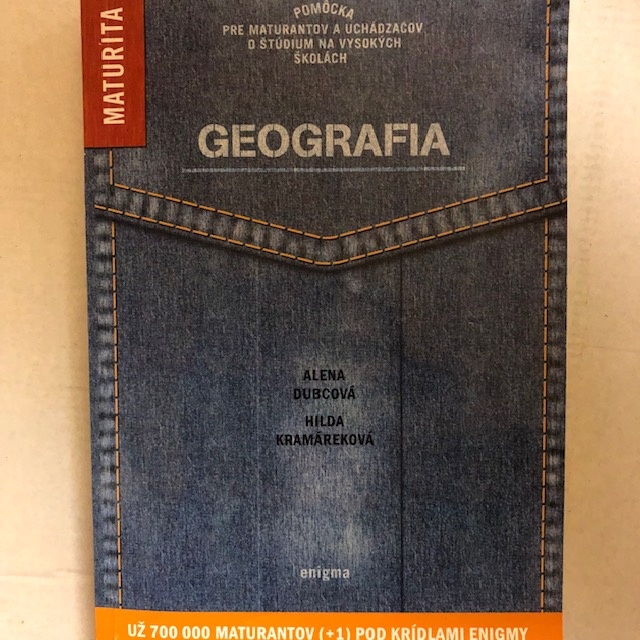 MATURITA
POMÔCKA
PRE MATURANTOV A UCHÁDZAČOV
O ŠTÚDIUM NA VYSOKÝCH
ŠKOLÁCH
GEOGRAFIA
ALENA
DUBCOVÁ
HILDA
KRAMÁREKOVÁ
enigma
UŽ 700 000 MATURANTOV (+1) POD KRÍDLAMI ENIGMY